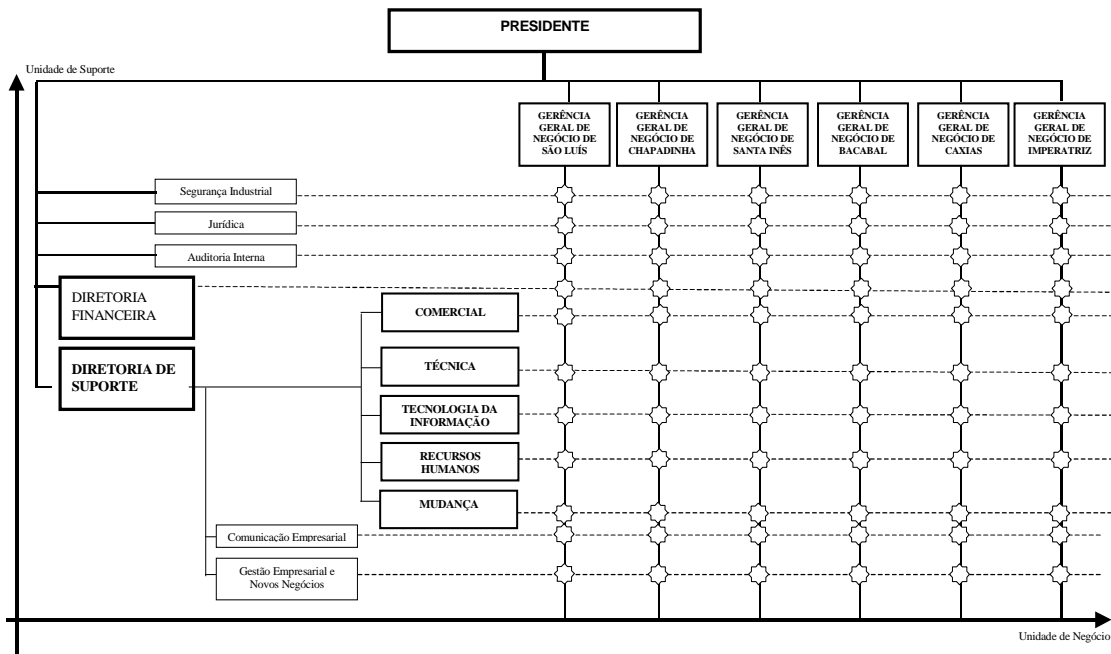 PRESIDENTE
Unidade de Suporte
GERÊNCIA
GERAL DE
NEGÓCIO DE
SÃO LUÍS
GERÊNCIA
GERAL DE
NEGÓCIO DE
CHAPADINHA
GERÊNCIA
GERAL DE
NEGÓCIO DE
SANTA INÊS
GERÊNCIA
GERAL DE
NEGÓCIO DE
BACABAL
GERÊNCIA
GERAL DE
NEGÓCIO DE
CAXIAS
GERÊNCIA
GERAL DE
NEGÓCIO DE
IMPERATRIZ
Segurança Industrial
Jurídica
Auditoria Interna
DIRETORIA
FINANCEIRA
COMERCIAL
DIRETORIA DE
SUPORTE
TÉCNICA
TECNOLOGIA DA
INFORMAÇÃO
RECURSOS
HUMANOS
MUDANÇA
Comunicação Empresarial
Gestão Empresarial e
Novos Negócios
Unidade de Negócio